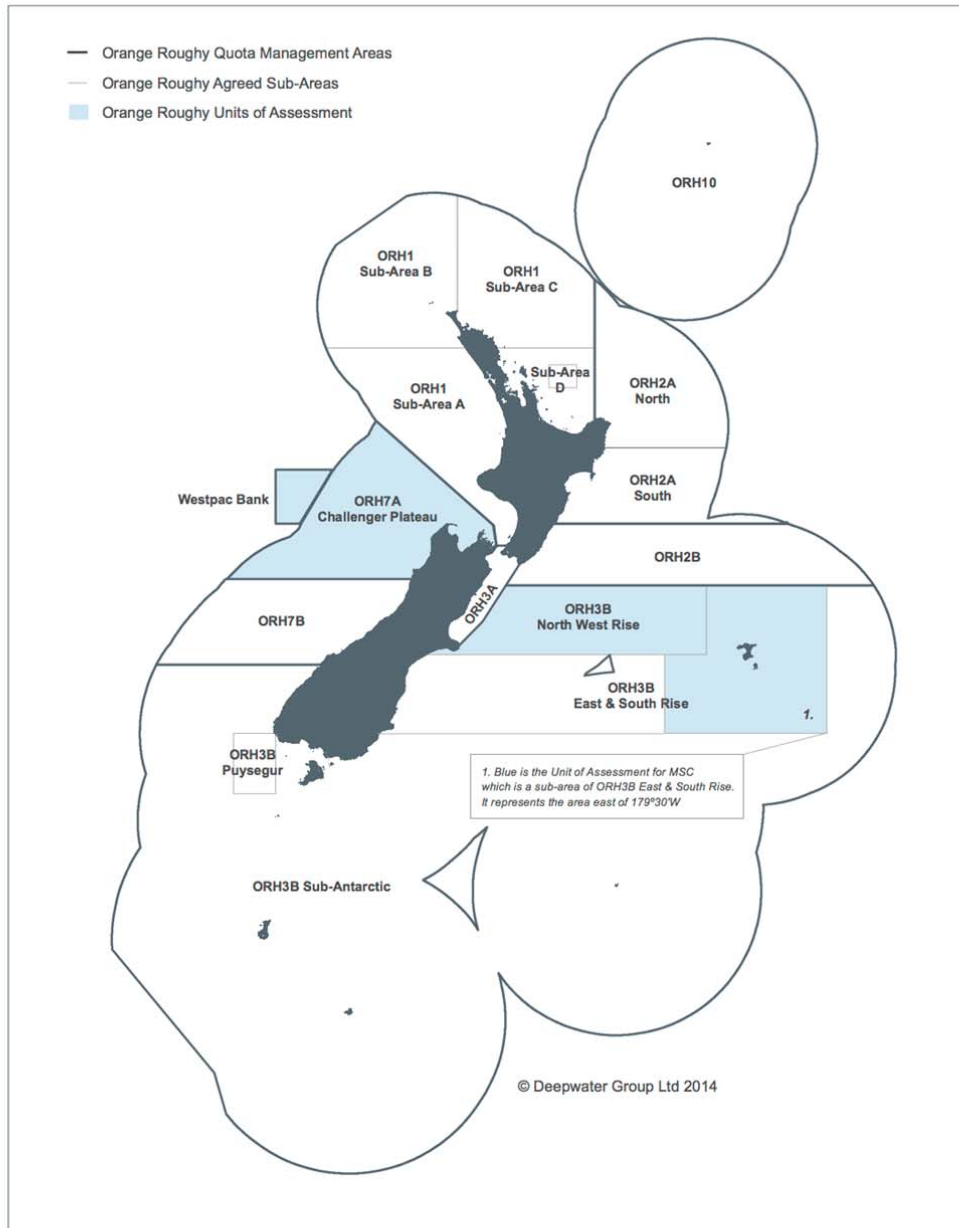 Orange Roughy Quota Management Areas
Orange Roughy Agreed Sub-Areas
Orange Roughy Units of Assessment
ORH10
ORH1
Sub-Area B
ORH1
Sub-Area C
ORH1
Sub-Area A
Sub-Area
D
ORH2A
North
ORH2A
South
Westpac Bank
ORH7A
Challenger Plateau
ORH2B
ORH3A
ORH7B
ORH3B
North West Rise
ORH3B
East & South Rise
1.
ORH3B
Puysegur
1. Blue is the Unit of Assessment for MSC
which is a sub-area of ORH3B East & South Rise.
It represents the area east of 179º30'W
ORH3B Sub-Antarctic
© Deepwater Group Ltd 2014